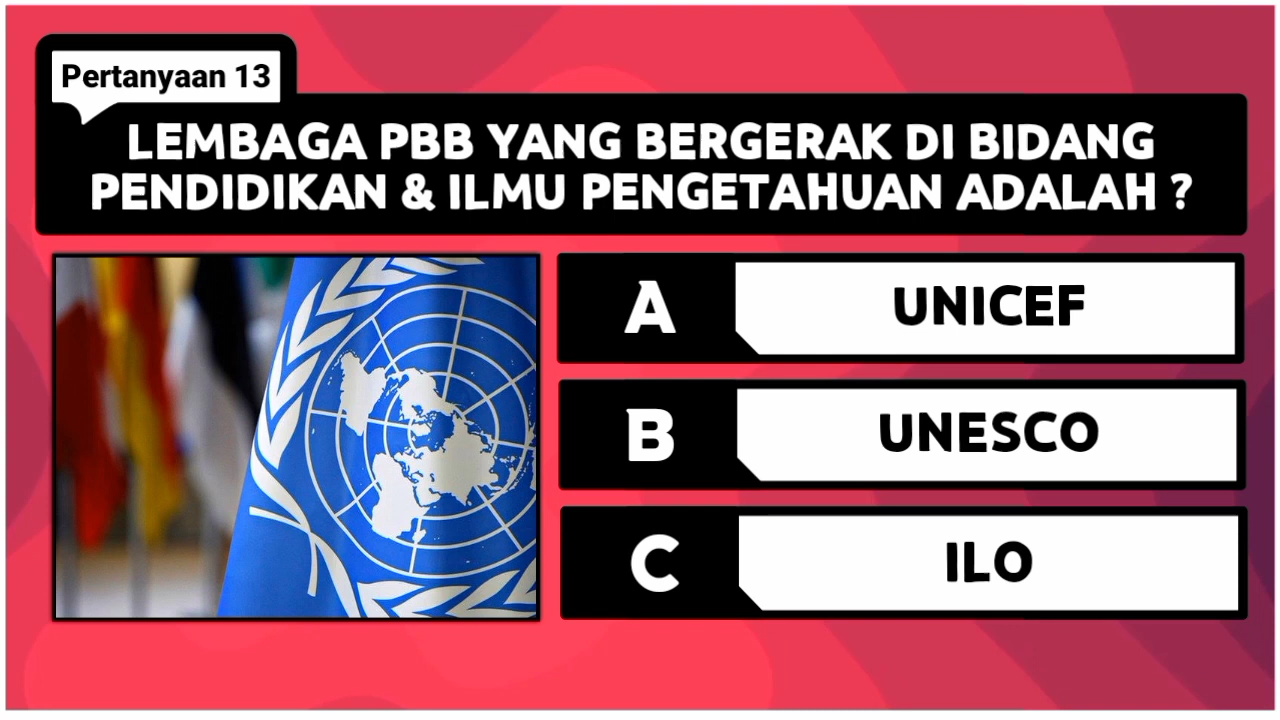 Pertanyaan 13
LEMBAGA PBB YANG BERGERAK DI BIDANG
PENDIDIKAN & ILMU PENGETAHUAN ADALAH ?
A
UNICEF
B
UNESCO
C
ILO